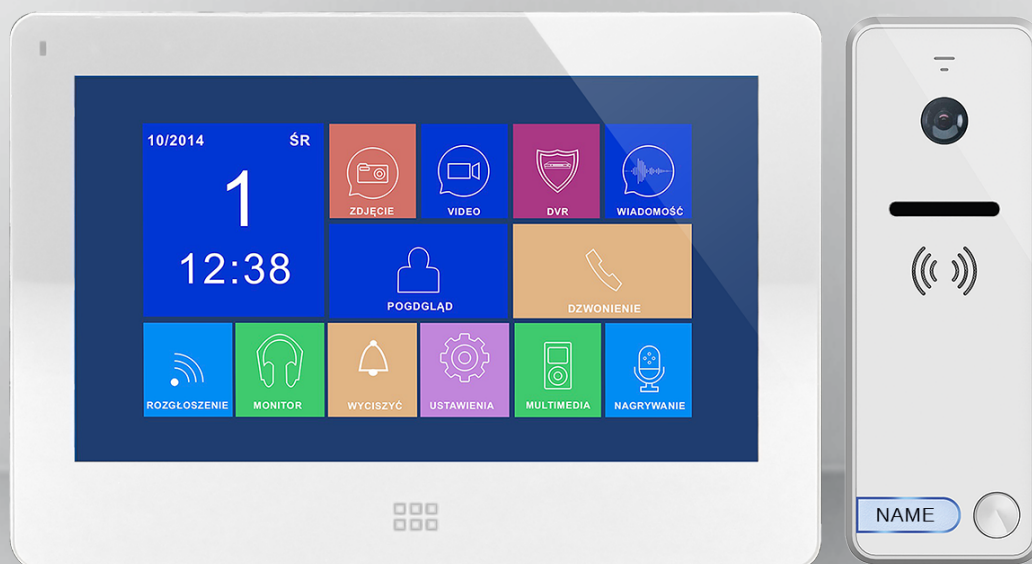 10/2014 ŚR
1
12:38
ZDJĘCIE
VIDEO
DVR
WIADOMOŚĆ
POGDGLĄD
DZWONIENIE
ROZGŁOSZENIE
MONITOR
WYCISZYĆ
USTAWIENIA
MULTIMEDIA
NAGRYWANIE
NAME